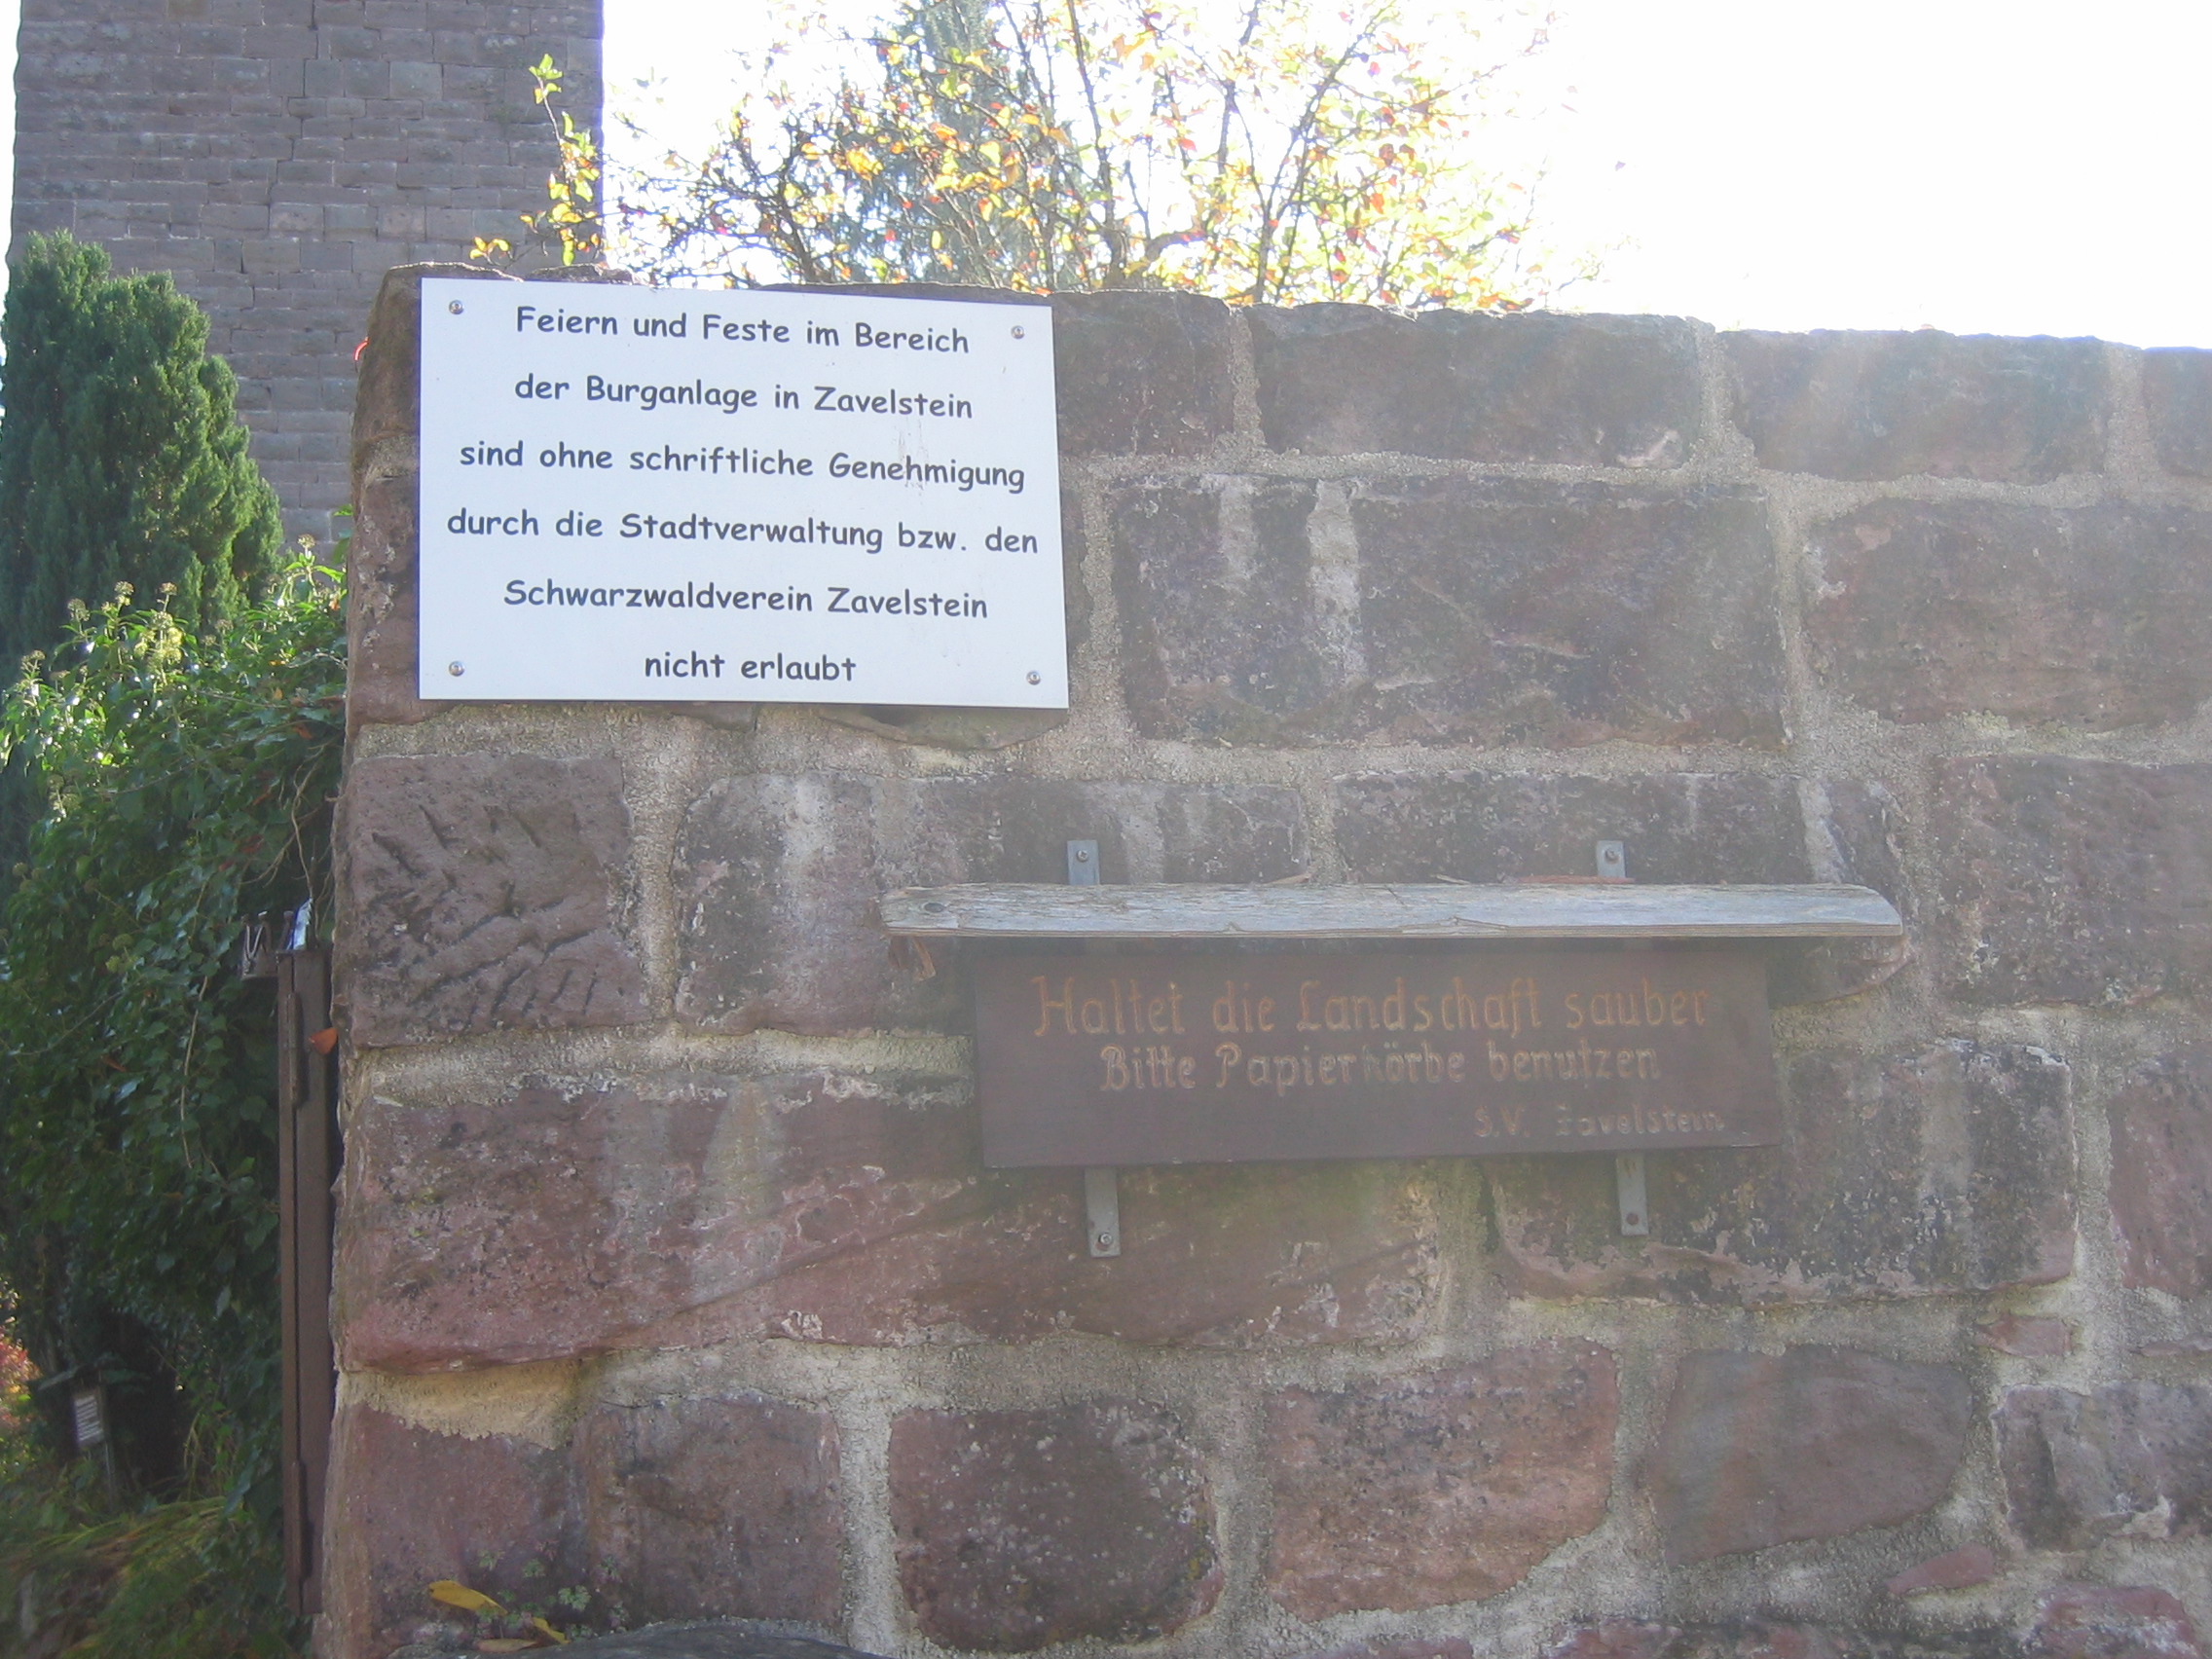 Feiern und Feste im Bereich
der Burganlage in Zavelstein
sind ohne schriftliche Genehmigung
durch die Stadtverwaltung bzw. den
Schwarzwaldverein Zavelstein
nicht erlaubt
Haltet die Landschaft sauber
Bitte Papierkörbe benutzen
S.V. Zavelstein